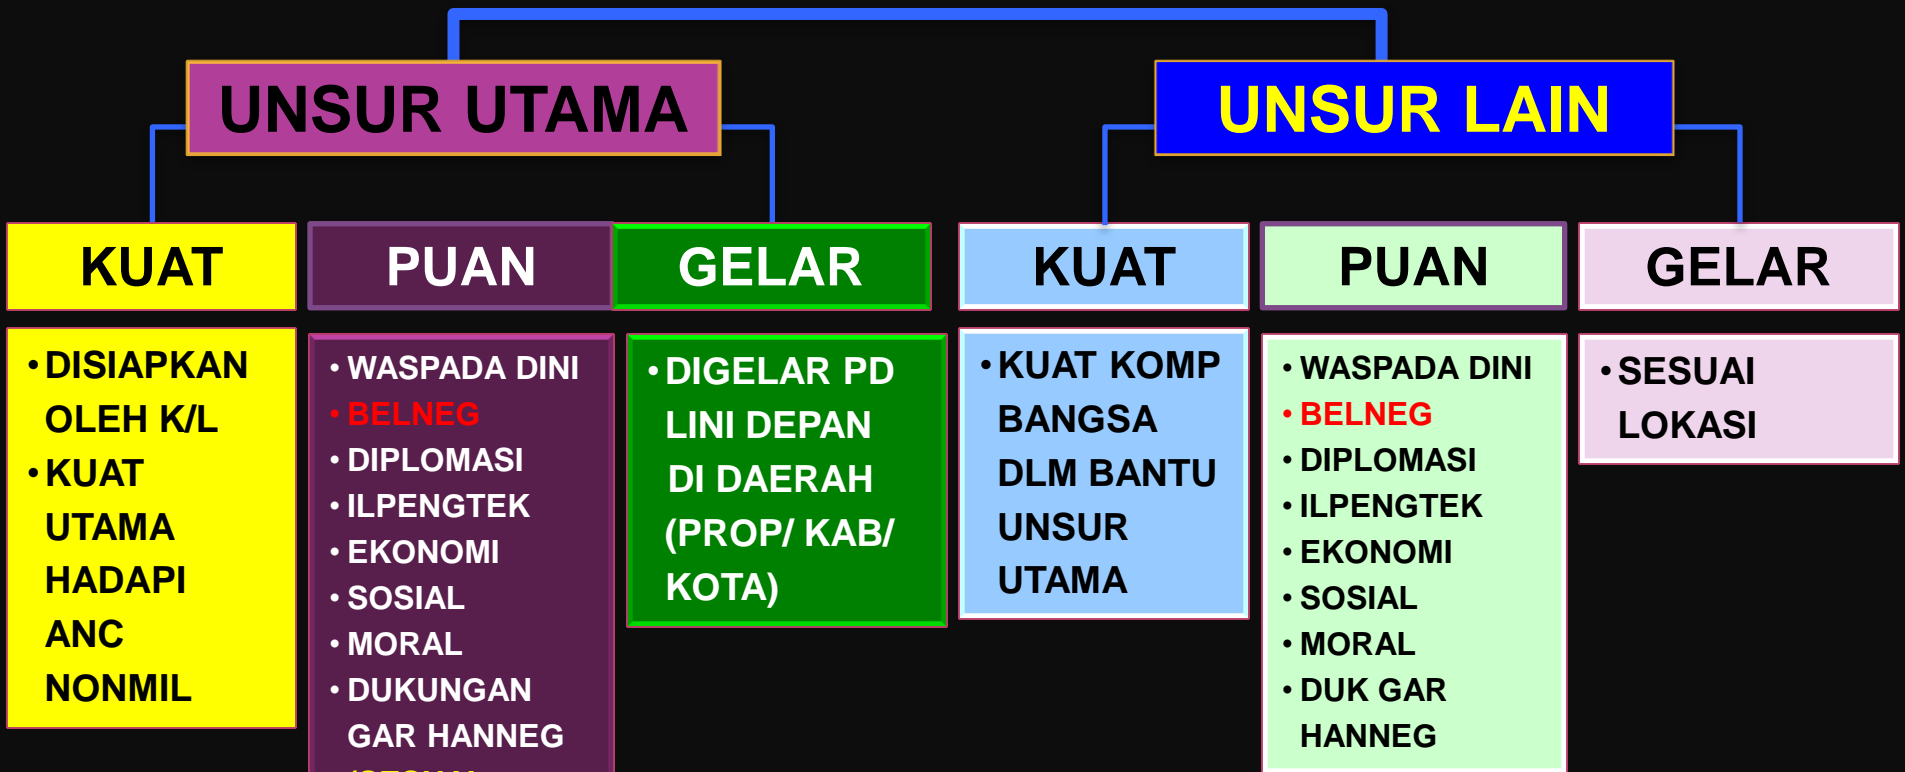 UNSUR UTAMA
UNSUR LAIN
KUAT
PUAN
GELAR
KUAT
PUAN
GELAR
• DISIAPKAN
OLEH K/L
• KUAT
UTAMA
HADAPI
ANC
NONMIL
• WASPADA DINI
• BELNEG
• DIPLOMASI
• ILPENGTEK
• EKONOMI
• SOSIAL
• MORAL
• DUKUNGAN
GAR HANNEG
• DIGELAR PD
LINI DEPAN
DI DAERAH
(PROP/ KAB/
KOTA)
• KUAT KOMP
BANGSA
DLM BANTU
UNSUR
UTAMA
• WASPADA DINI
• BELNEG
• DIPLOMASI
• ILPENGTEK
• EKONOMI
• SOSIAL
• MORAL
• DUK GAR
HANNEG
• SESUAI
LOKASI